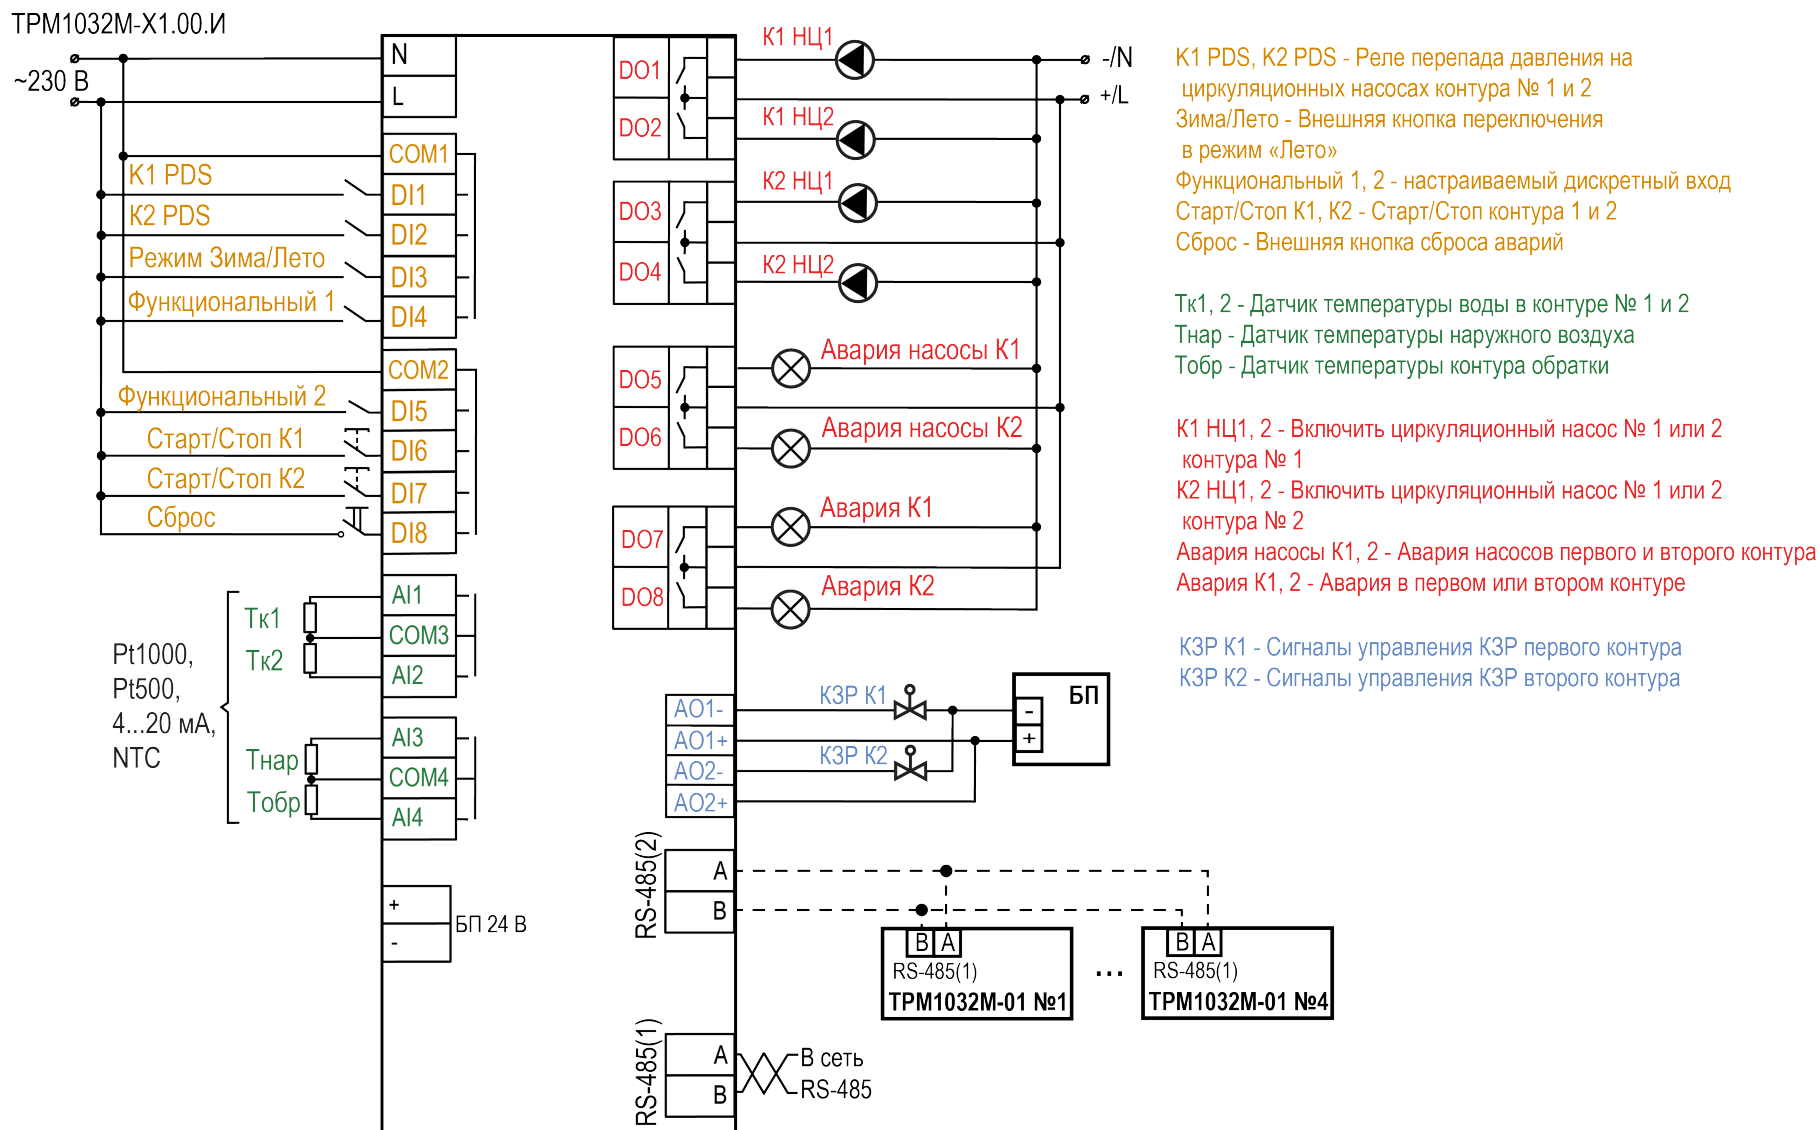 ТРМ1032М-Х1.00.И
~230 В
N
L
COM1
K1 PDS
DI1
K2 PDS
DI2
Режим Зима/Лето
DI3
Функциональный 1
DI4
COM2
Функциональный 2
DI5
Старт/Стоп К1
DI6
Старт/Стоп К2
DI7
Сброс
DI8
Тк1
Тк2
AI1
COM3
AI2
Pt1000,
Pt500,
4...20 мА,
NTC
Тнар
Тобр
AI3
COM4
AI4
+
-
БП 24 В
DO1
DO2
К1 НЦ1
К1 НЦ2
-/N
+/L
DO3
DO4
К2 НЦ1
К2 НЦ2
DO5
DO6
Авария насосы К1
Авария насосы К2
DO7
DO8
Авария К1
Авария К2
AO1-
AO1+
AO2-
AO2+
КЗР К1
КЗР К2
БП
-
+
RS-485(2)
A
B
B A
RS-485(1)
ТРМ1032М-01 №1
...
B A
RS-485(1)
ТРМ1032М-01 №4
RS-485(1)
A
B
В сеть
RS-485
K1 PDS, K2 PDS - Реле перепада давления на
циркуляционных насосах контура № 1 и 2
Зима/Лето - Внешняя кнопка переключения
в режим «Лето»
Функциональный 1, 2 - настраиваемый дискретный вход
Старт/Стоп К1, К2 - Старт/Стоп контура 1 и 2
Сброс - Внешняя кнопка сброса аварий
Тк1, 2 - Датчик температуры воды в контуре № 1 и 2
Тнар - Датчик температуры наружного воздуха
Тобр - Датчик температуры контура обратки
К1 НЦ1, 2 - Включить циркуляционный насос № 1 или 2
контура № 1
К2 НЦ1, 2 - Включить циркуляционный насос № 1 или 2
контура № 2
Авария насосы К1, 2 - Авария насосов первого и второго контура
Авария К1, 2 - Авария в первом или втором контуре
КЗР К1 - Сигналы управления КЗР первого контура
КЗР К2 - Сигналы управления КЗР второго контура